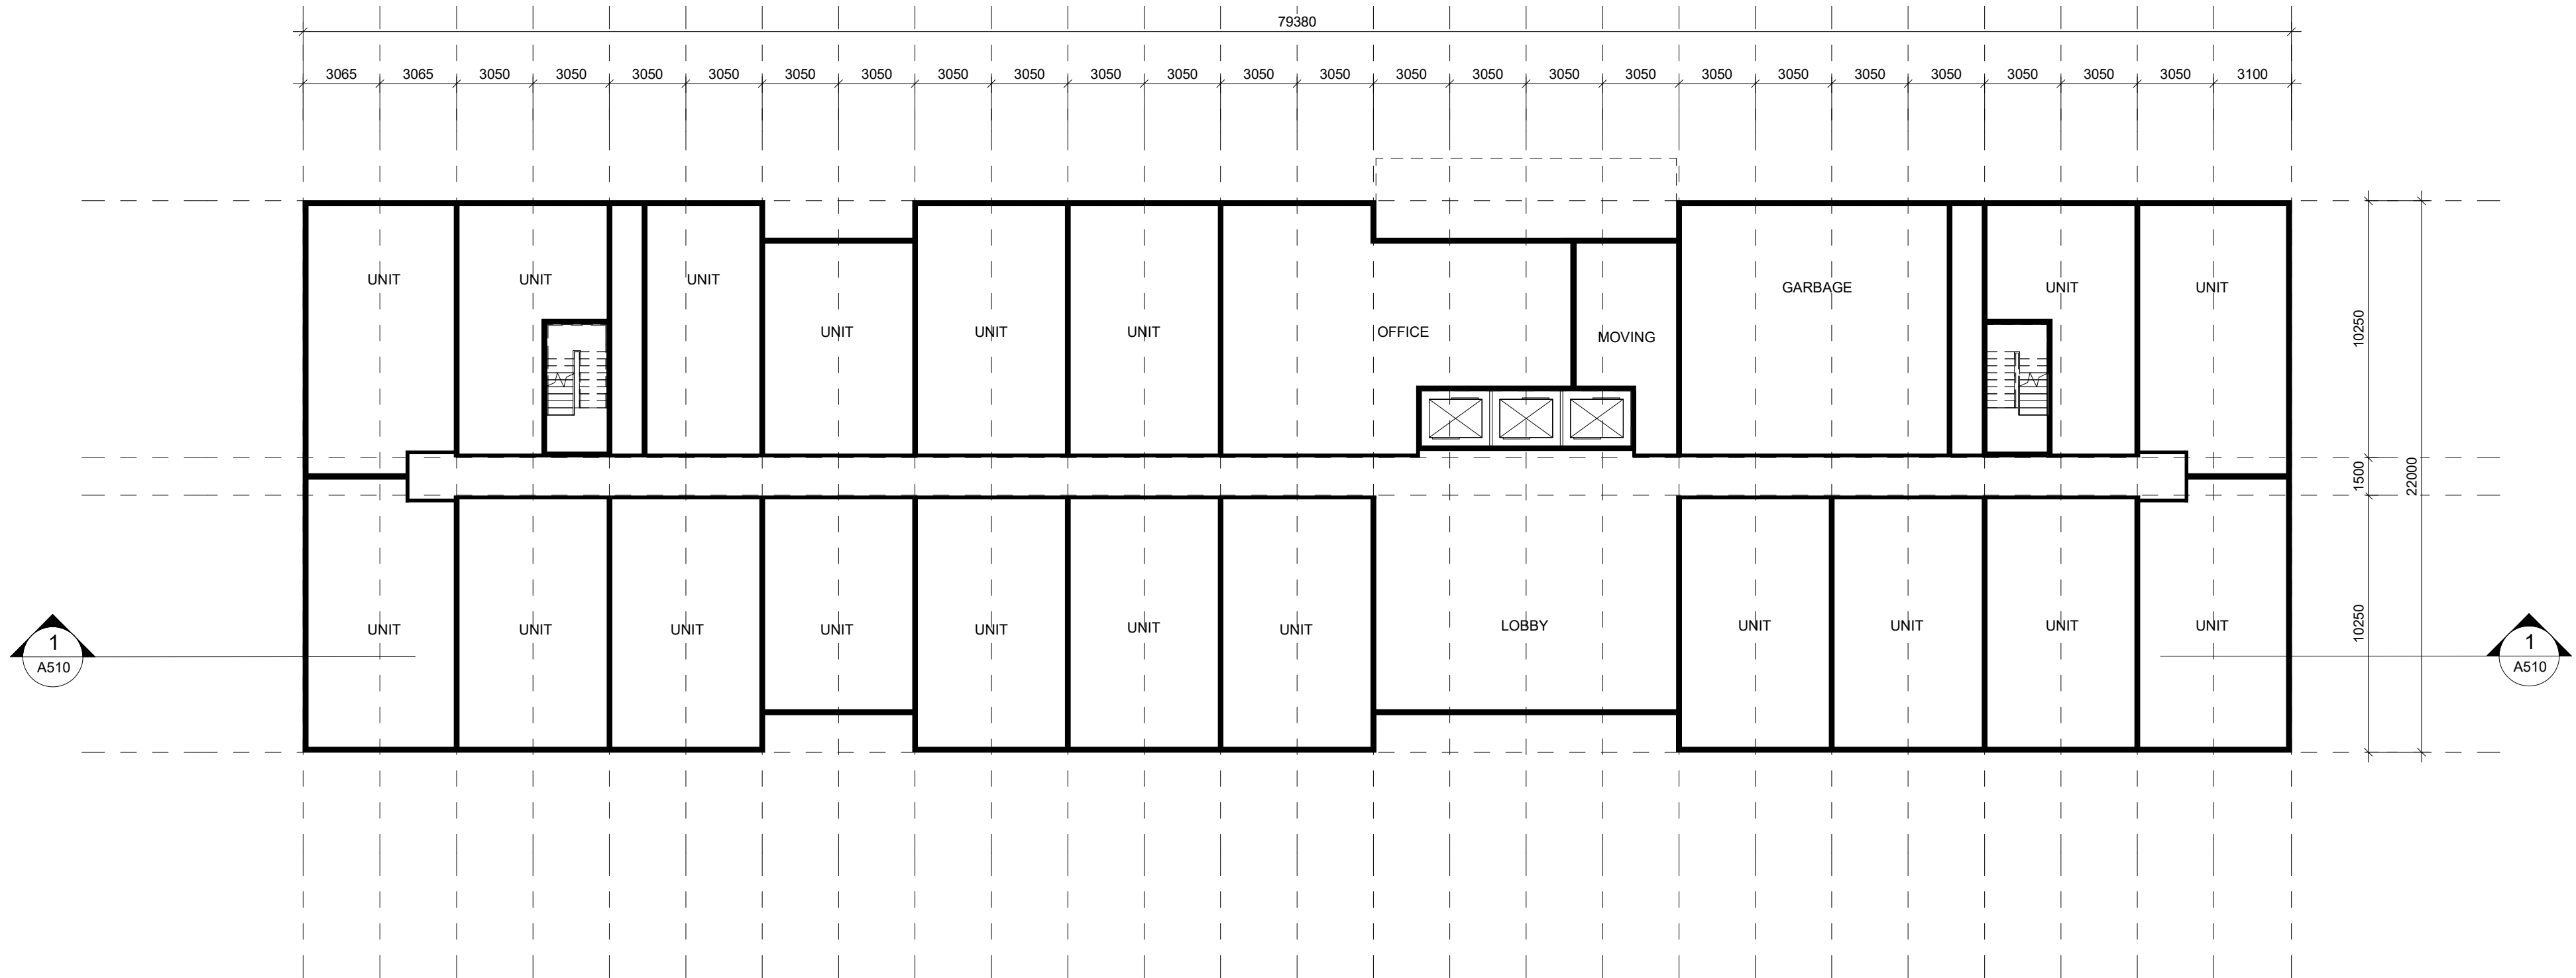 79380
3065 3065 3050 3050 3050 3050 3050 3050 3050 3050 3050 3050 3050 3050 3050 3050 3050 3050 3050 3050 3050 3050 3050 3050 3050 3100
UNIT UNIT UNIT GARBAGE UNIT UNIT
UNIT UNIT UNIT OFFICE MOVING
10250
1500
22000
10250
UNIT UNIT UNIT UNIT UNIT UNIT UNIT LOBBY UNIT UNIT UNIT UNIT
1
A510
1
A510